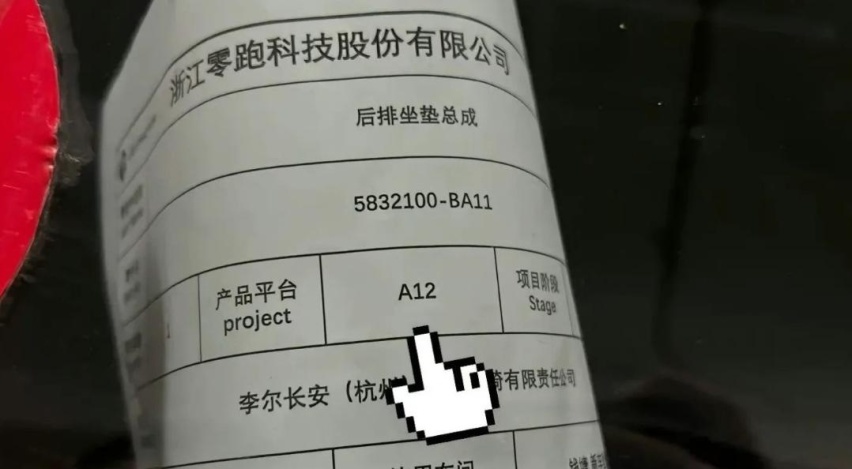 浙江零跑科技股份有限公司
后排坐垫总成
5832100-BA11
产品平台 A12 项目阶段
project Stage
李尔长安（杭州 有限责任公司